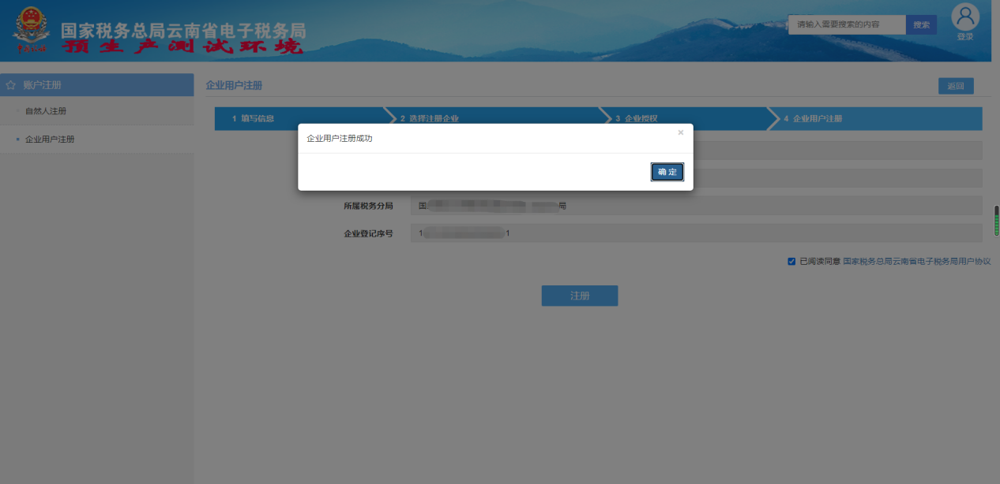 国家税务总局云南省电子税务局
预生产测试环境
请输入需要搜索的内容
搜索
登录
账户注册
自然人注册
企业用户注册
企业用户注册
返回
1 填写信息
2 选择注册企业
3 企业授权
4 企业用户注册
企业用户注册成功
×
确定
所属税务分局
国
局
企业登记序号
1
1
已阅读同意 国家税务总局云南省电子税务局用户协议
注册